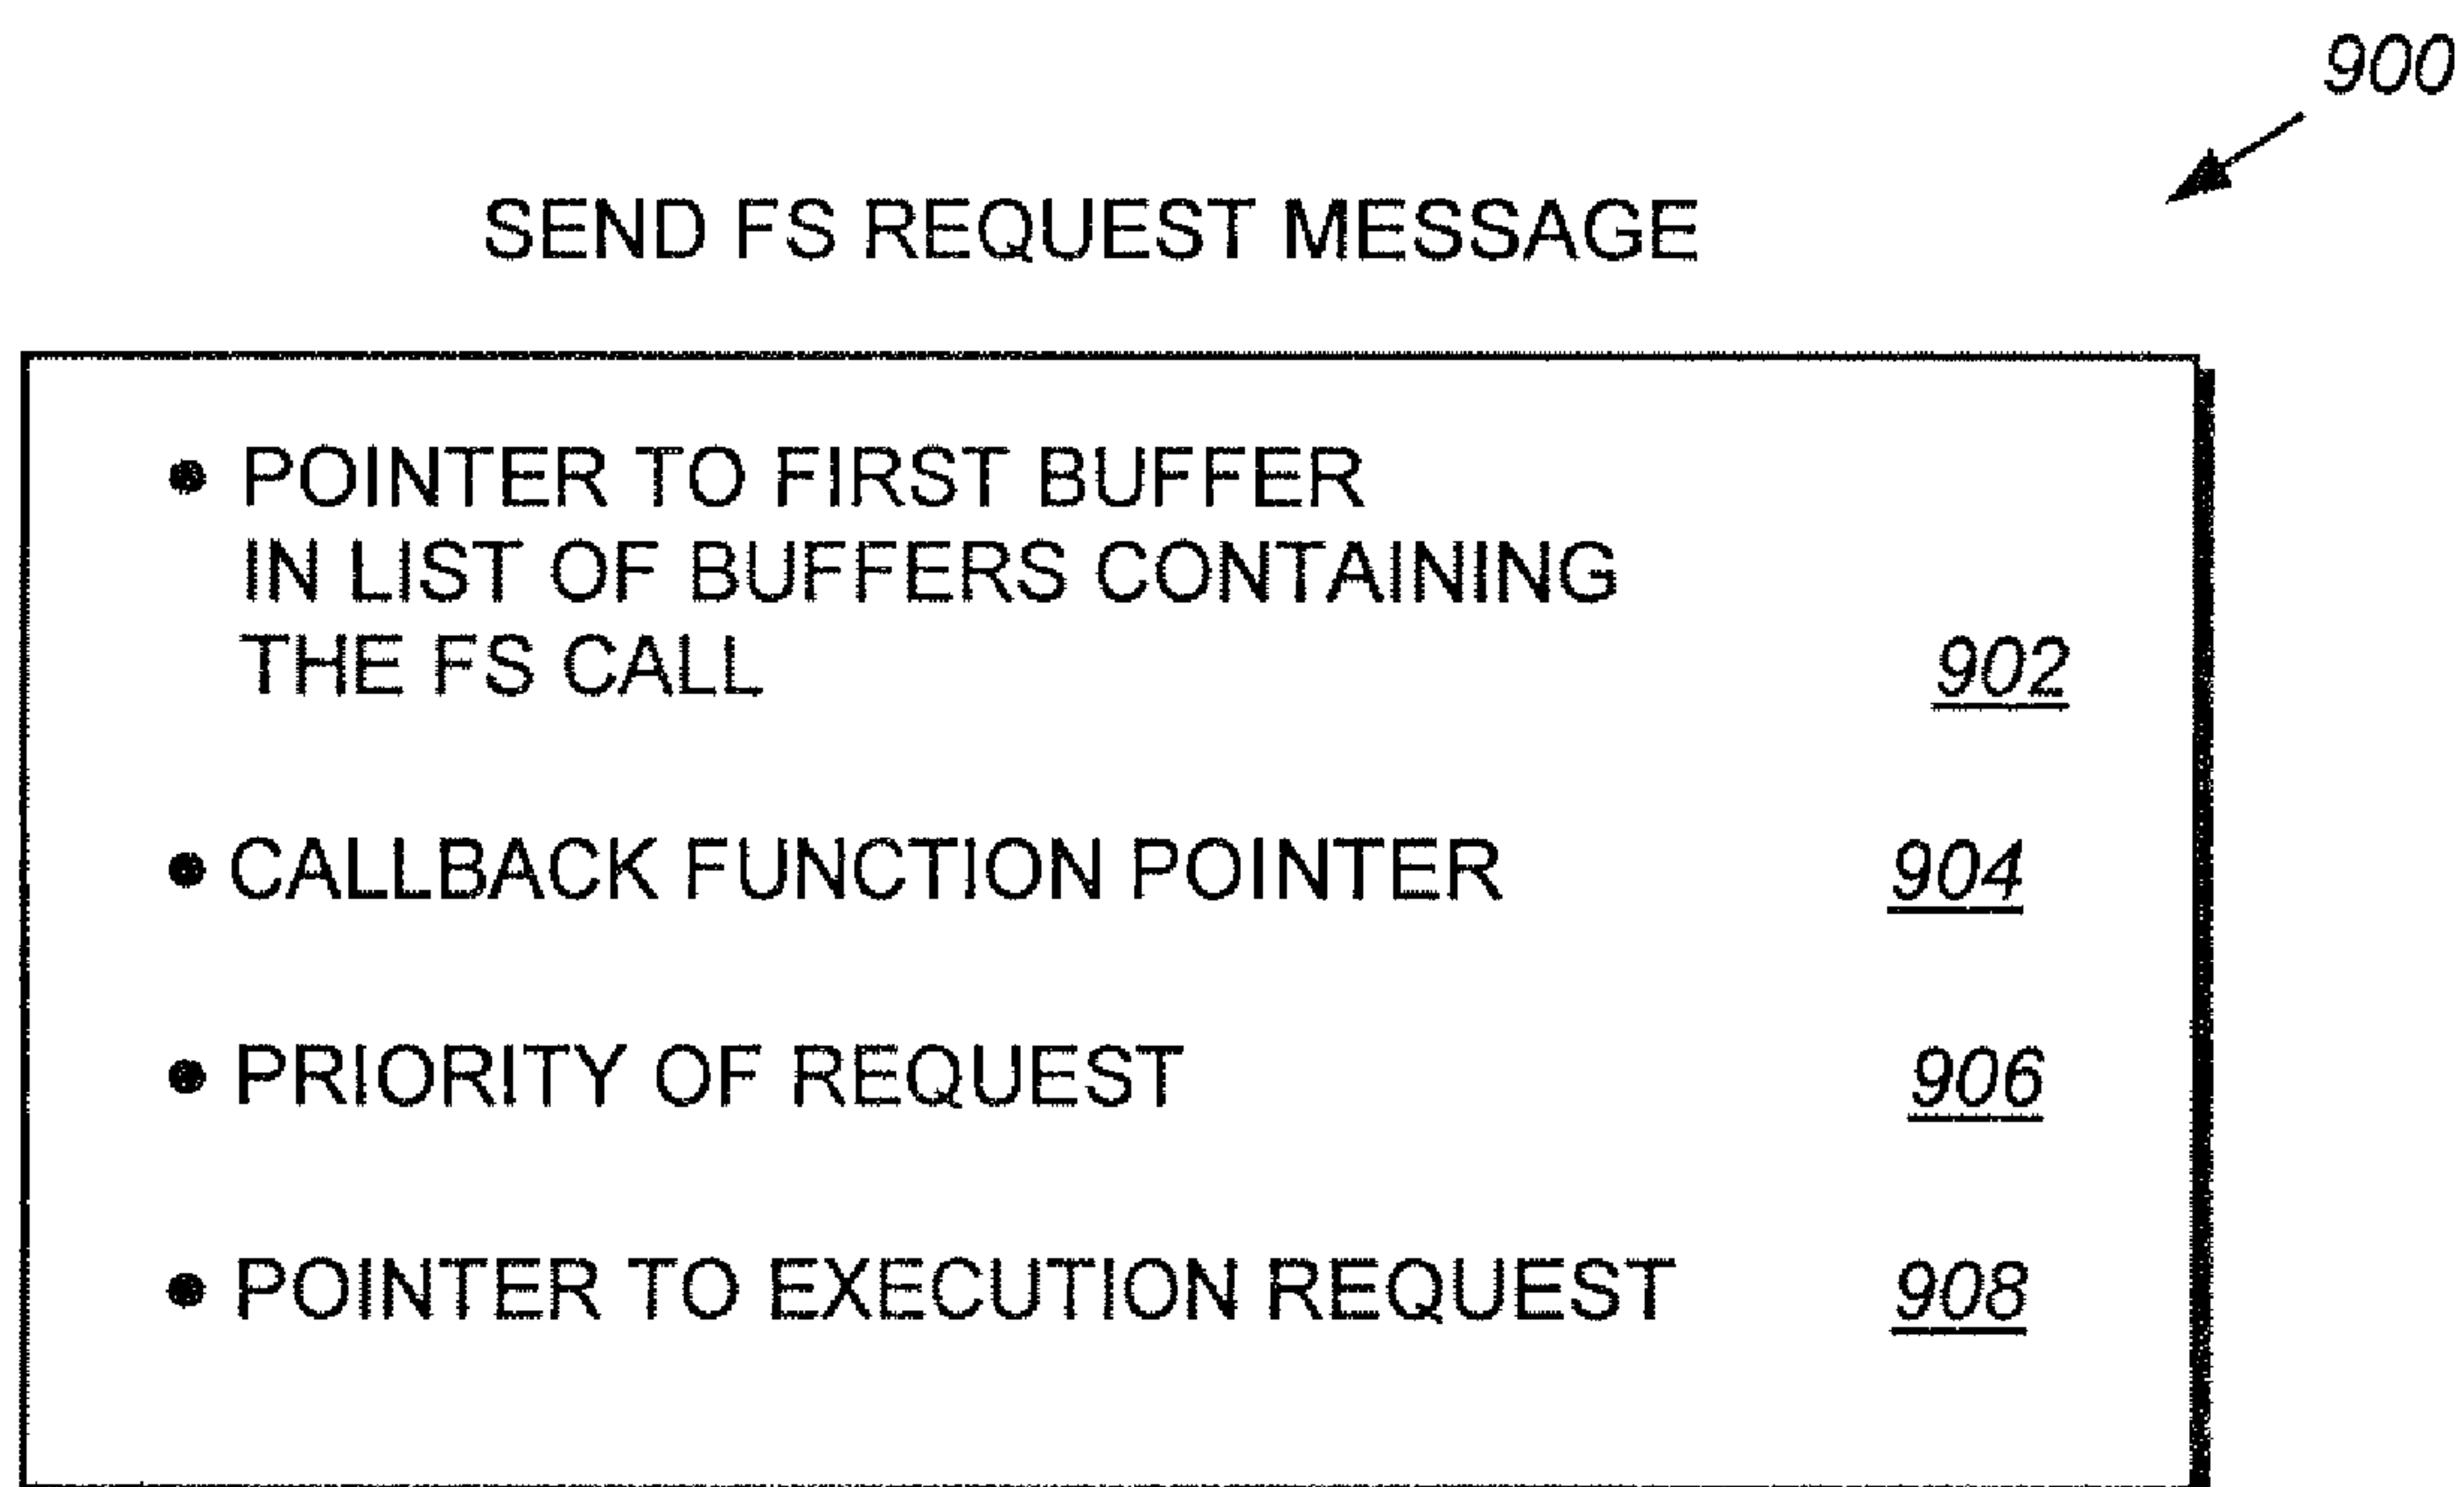 900
SEND FS REQUEST MESSAGE
• POINTER TO FIRST BUFFER
IN LIST OF BUFFERS CONTAINING
THE FS CALL 902
• CALLBACK FUNCTION POINTER 904
• PRIORITY OF REQUEST 906
• POINTER TO EXECUTION REQUEST 908